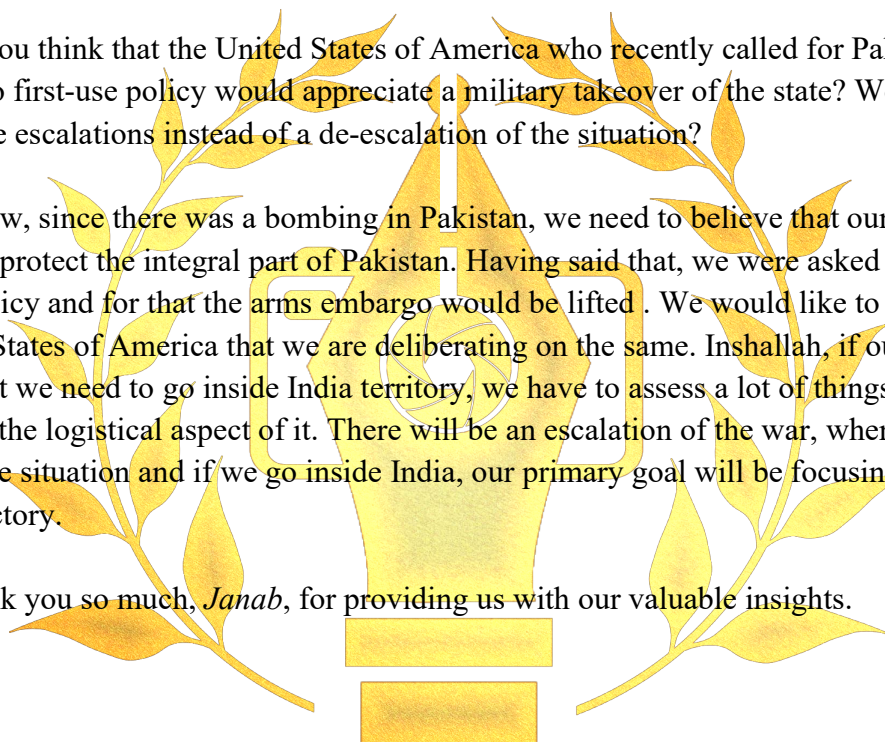 ou think that the United States of America who recently called for Pal
o first-use policy would appreciate a military takeover of the state? W
e escalations instead of a de-escalation of the situation?
w, since there was a bombing in Pakistan, we need to believe that our
protect the integral part of Pakistan. Having said that, we were asked
icy and for that the arms embargo would be lifted . We would like to
States of America that we are deliberating on the same. Inshallah, if ou
t we need to go inside India territory, we have to assess a lot of things
the logistical aspect of it. There will be an escalation of the war, wher
e situation and if we go inside India, our primary goal will be focusin
ctory.
k you so much, Janab, for providing us with our valuable insights.